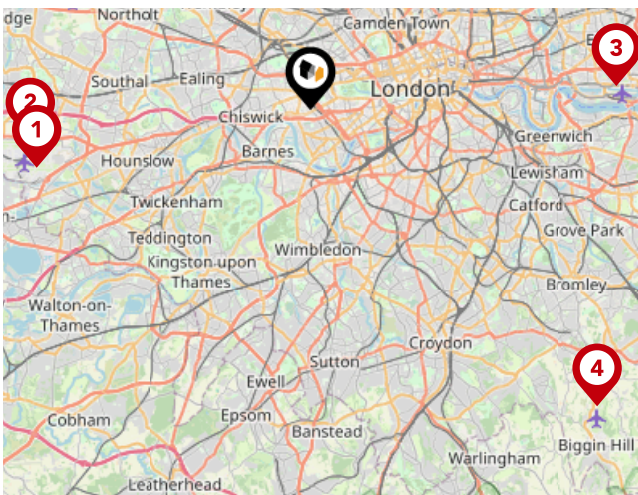 dge
Northolt
Camden Town
3
E
Southal
Ealing
2
London
1
Chiswick
Greenwich
Hounslow
Barnes
Lewisham
Twickenham
Catford
Teddington
Grove Park
Wimbledon
Kingston upon
Thames
Bromley
n-
Walton-on-
Thames
Croydon
Sutton
4
Ewell
Cobham
Epsom
Banstead
Biggin Hill
Warlingham
Leatherhead